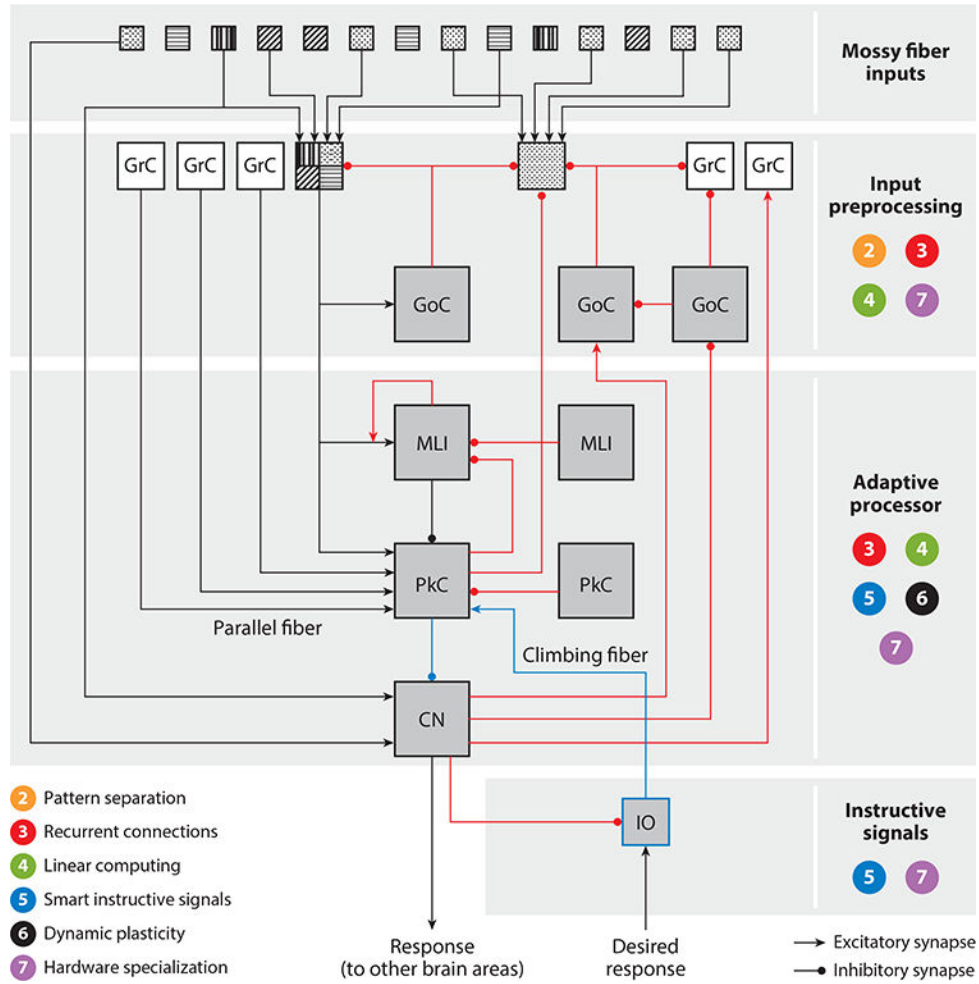 Mossy fiber
inputs
GrC GrC GrC GrC GrC
Input
preprocessing
2 3
4 7
GoC GoC GoC
MLI MLI
Adaptive
processor
3 4
5 6
7
PkC PkC
Parallel fiber
Climbing fiber
CN
2 Pattern separation
3 Recurrent connections
4 Linear computing
5 Smart instructive signals
6 Dynamic plasticity
7 Hardware specialization
IO
Instructive
signals
5 7
Response
(to other brain areas)
Desired
response
Excitatory synapse
Inhibitory synapse